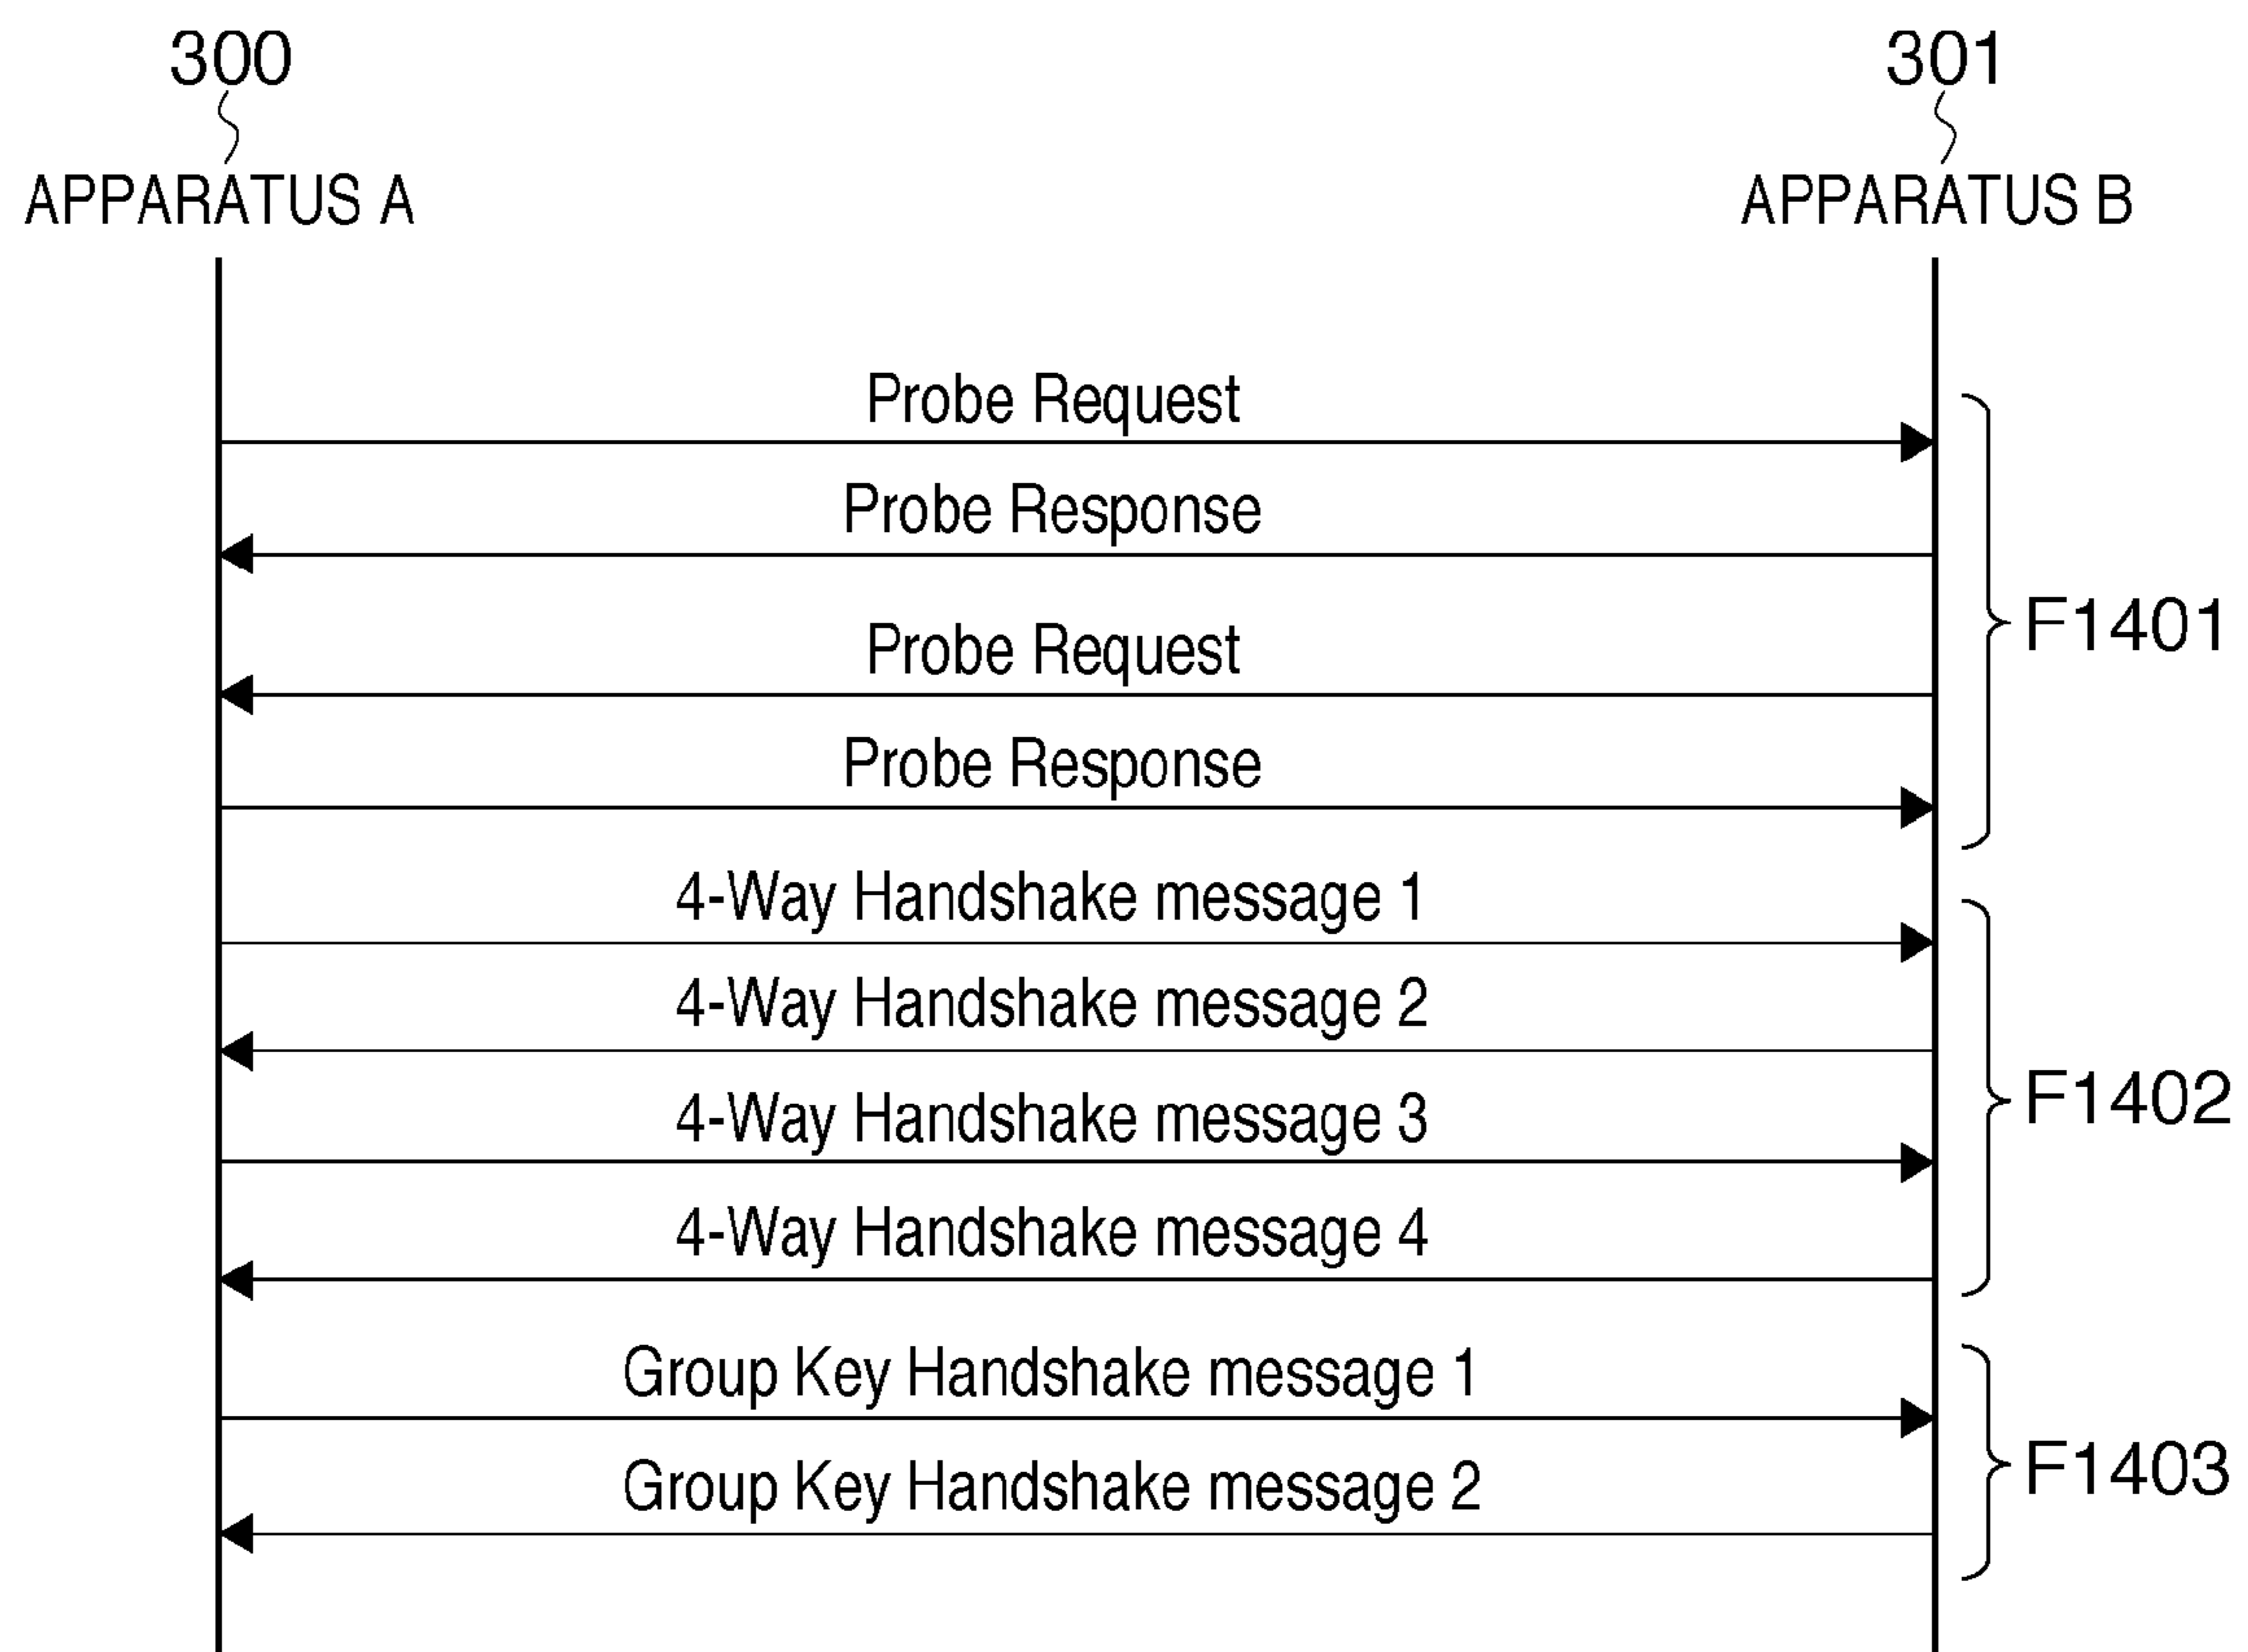 300
301
APPARATUS A
APPARATUS B
Probe Request
Probe Response
F1401
Probe Request
Probe Response
4-Way Handshake message 1
4-Way Handshake message 2
F1402
4-Way Handshake message 3
4-Way Handshake message 4
Group Key Handshake message 1
F1403
Group Key Handshake message 2